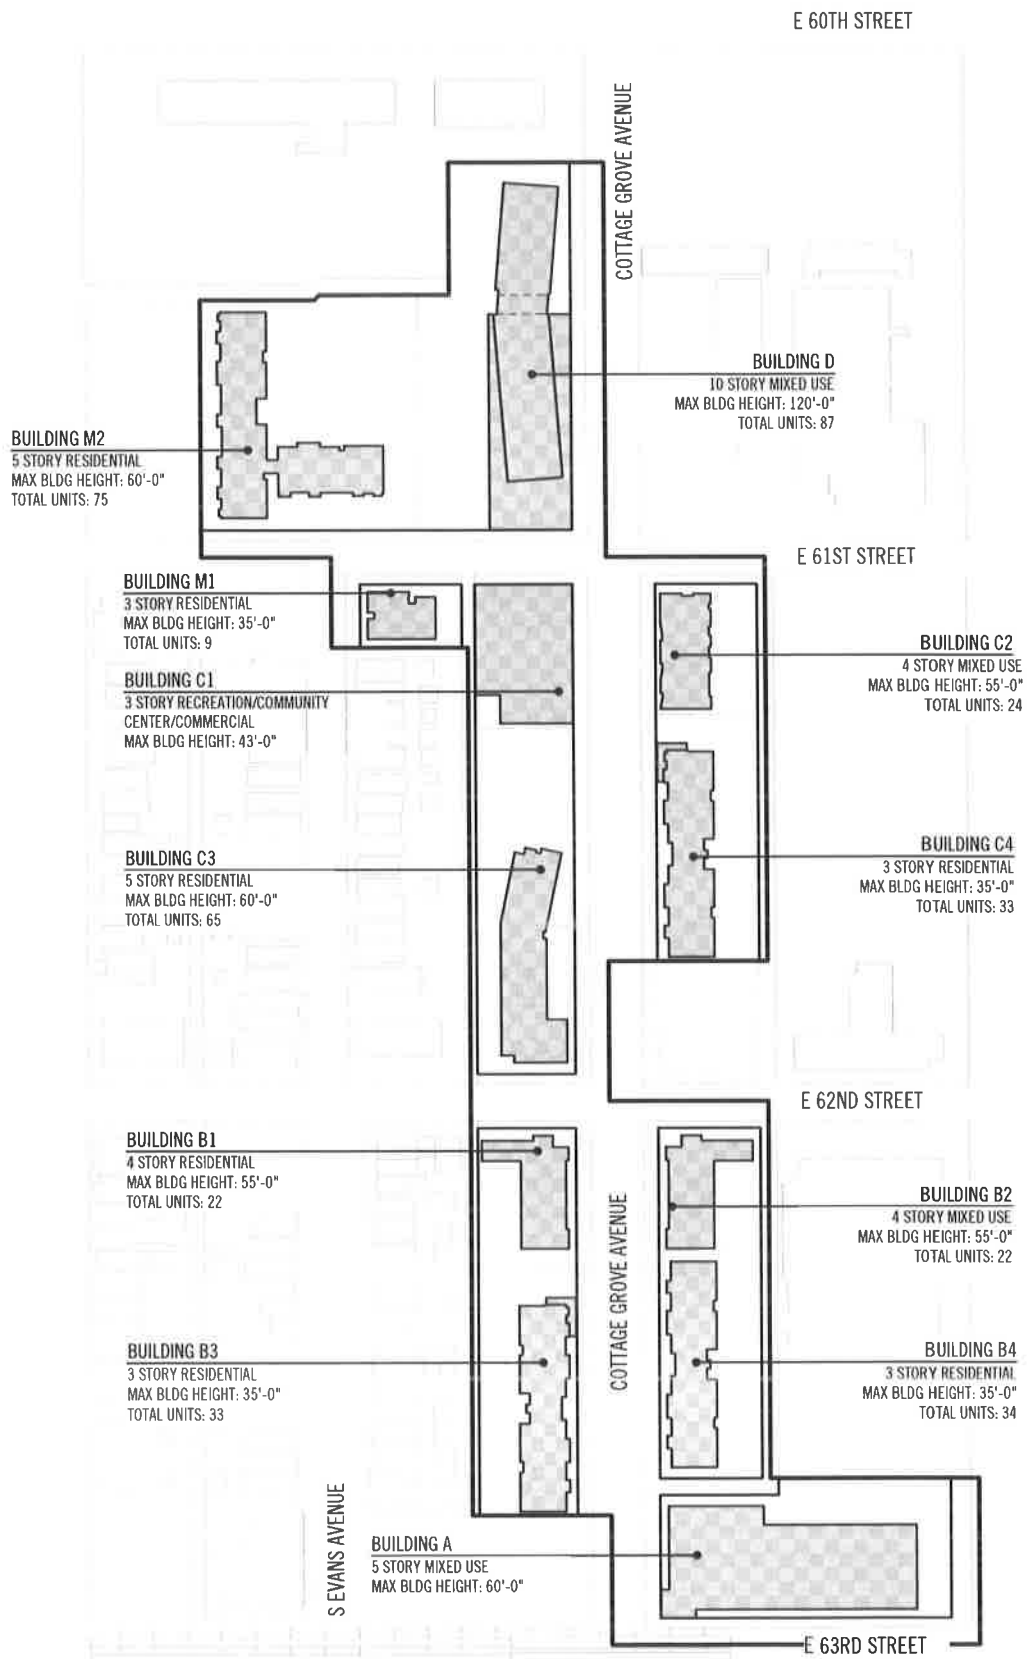 E 60TH STREET
COTTAGE GROVE AVENUE
BUILDING D
10 STORY MIXED USE
MAX BLDG HEIGHT: 120'-0"
TOTAL UNITS: 87
BUILDING M2
5 STORY RESIDENTIAL
MAX BLDG HEIGHT: 60'-0"
TOTAL UNITS: 75
E 61ST STREET
BUILDING M1
3 STORY RESIDENTIAL
MAX BLDG HEIGHT: 35'-0"
TOTAL UNITS: 9
BUILDING C2
4 STORY MIXED USE
MAX BLDG HEIGHT: 55'-0"
TOTAL UNITS: 24
BUILDING C1
3 STORY RECREATION/COMMUNITY
CENTER/COMMERCIAL
MAX BLDG HEIGHT: 43'-0"
BUILDING C4
3 STORY RESIDENTIAL
MAX BLDG HEIGHT: 35'-0"
TOTAL UNITS: 33
BUILDING C3
5 STORY RESIDENTIAL
MAX BLDG HEIGHT: 60'-0"
TOTAL UNITS: 65
E 62ND STREET
BUILDING B1
4 STORY RESIDENTIAL
MAX BLDG HEIGHT: 55'-0"
TOTAL UNITS: 22
BUILDING B2
4 STORY MIXED USE
MAX BLDG HEIGHT: 55'-0"
TOTAL UNITS: 22
COTTAGE GROVE AVENUE
BUILDING B3
3 STORY RESIDENTIAL
MAX BLDG HEIGHT: 35'-0"
TOTAL UNITS: 33
BUILDING B4
3 STORY RESIDENTIAL
MAX BLDG HEIGHT: 35'-0"
TOTAL UNITS: 34
S EVANS AVENUE
BUILDING A
5 STORY MIXED USE
MAX BLDG HEIGHT: 60'-0"
E 63RD STREET